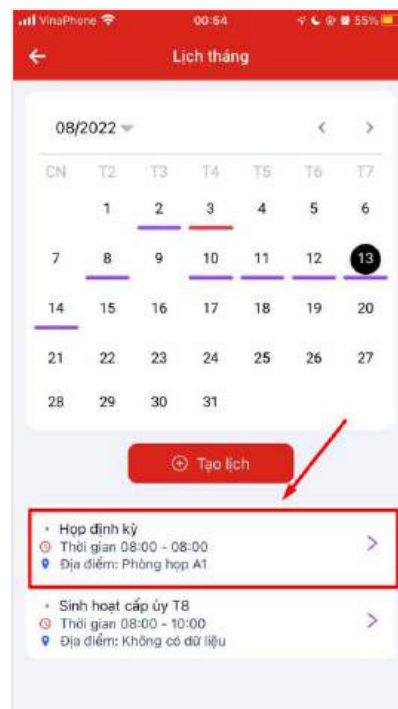 VinaPhone 00:54 55%
Lịch tháng
08/2022
CN T2 T3 T4 T5 T6 T7
1 2 3 4 5 6
7 8 9 10 11 12 13
14 15 16 17 18 19 20
21 22 23 24 25 26 27
28 29 30 31
Tạo lịch
Họp định kỳ
Thời gian 08:00 - 08:00
Địa điểm: Phòng họp A1
Sinh hoạt cấp ủy T8
Thời gian 08:00 - 10:00
Địa điểm: Không có dữ liệu